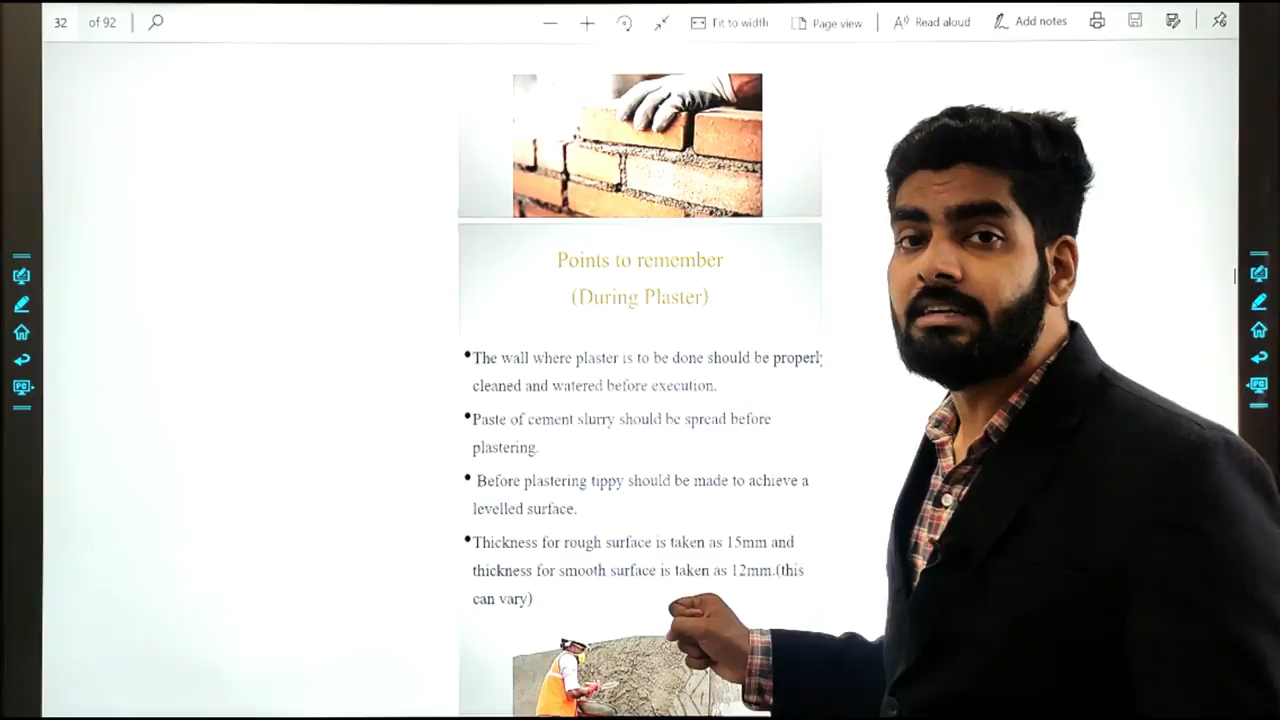 32 of 92 Fit to width Page view Read aloud Add notes
Points to remember
(During Plaster)
•The wall where plaster is to be done should be properly
cleaned and watered before execution.
•Paste of cement slurry should be spread before
plastering.
• Before plastering tippy should be made to achieve a
levelled surface.
•Thickness for rough surface is taken as 15mm and
thickness for smooth surface is taken as 12mm.(this
can vary)
PC
PC